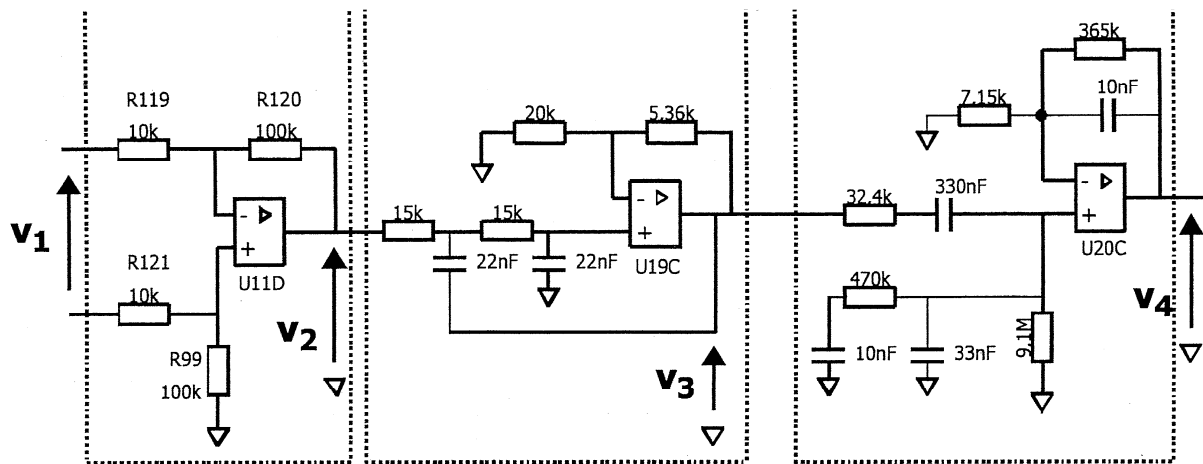 R119
10k
R120
100k
-
+
U11D
R121
10k
R99
100k
v1
v2
20k
5.36k
15k
15k
-
+
22nF
22nF
U19C
v3
365k
7.15k
10nF
-
+
32.4k
330nF
U20C
470k
10nF
33nF
9.1M
v4